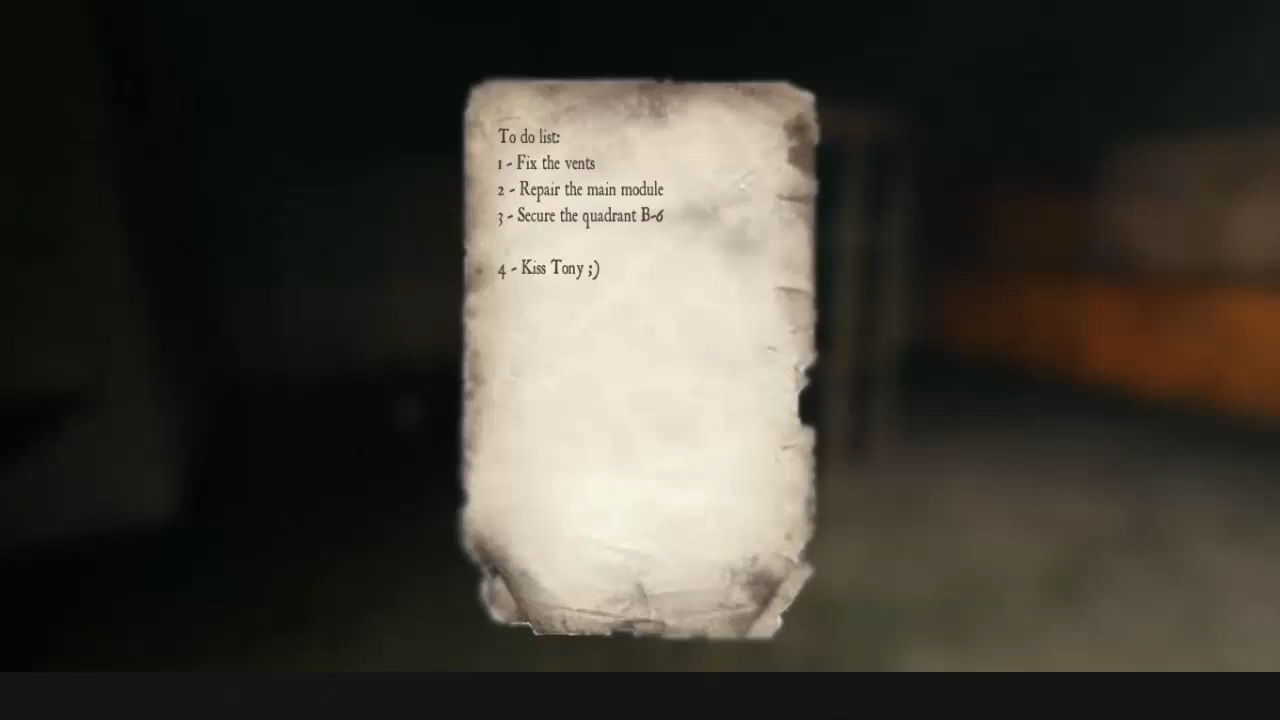 To do list:
1 - Fix the vents
2 - Repair the main module
3 - Secure the quadrant B-6
4 - Kiss Tony ;)